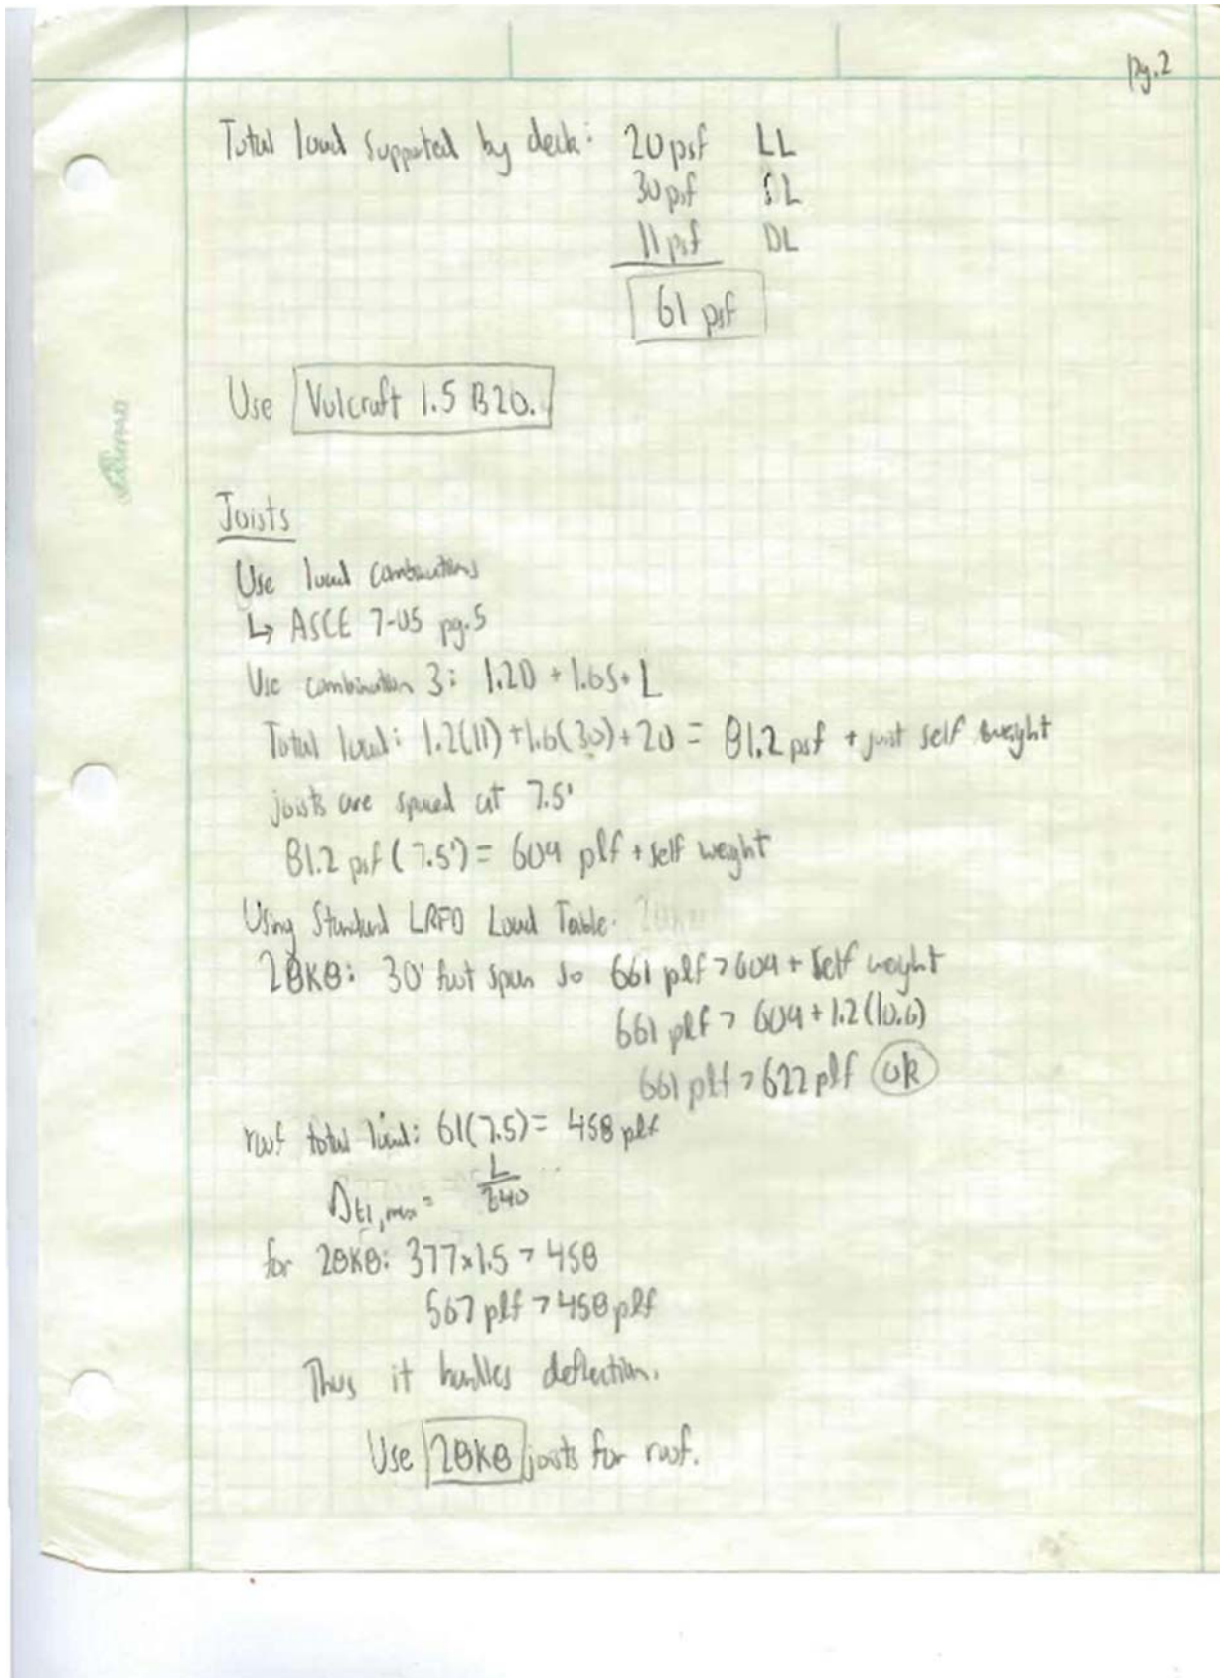 pg.2
Total load supported by deck: 20 psf LL
30 psf SL
11 psf DL
61 psf
Use Vulcraft 1.5 B20.
Joists
Use load combinations
↳ ASCE 7-05 pg.5
Use combination 3: 1.2D + 1.6S + L
Total load: 1.2(11) + 1.6(30) + 20 = 81.2 psf + joist self weight
joists are spaced at 7.5'
81.2 psf (7.5') = 609 plf + self weight
Using Standard LRFD Load Table:
28K8: 30' foot span so 661 plf > 609 + self weight
661 plf > 609 + 1.2(10.6)
661 plf > 622 plf ok
roof total load: 61(7.5) = 458 plf
Δtl,max = L/240
for 28K8: 377×1.5 > 458
567 plf > 458 plf
Thus it handles deflection.
Use 28K8 joists for roof.